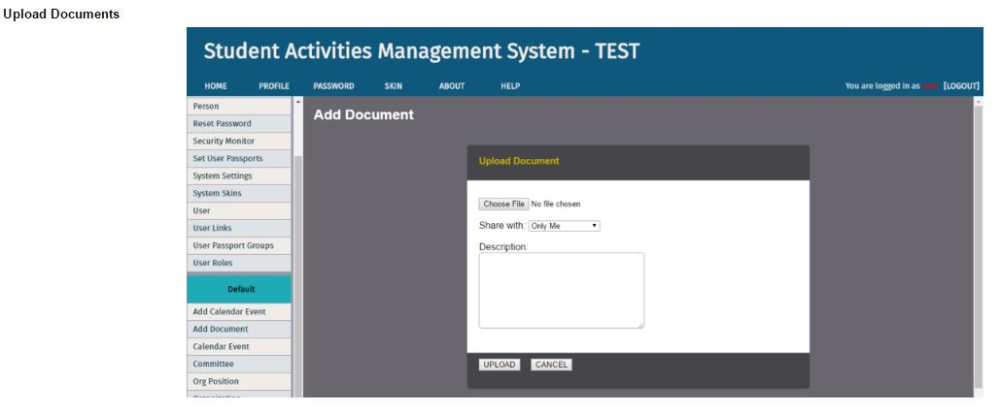 Upload Documents
Student Activities Management System - TEST
HOME PROFILE PASSWORD SKIN ABOUT HELP You are logged in as [LOGOUT]
Person
Reset Password
Security Monitor
Set User Passports
System Settings
System Skins
User
User Links
User Passport Groups
User Roles
Default
Add Calendar Event
Add Document
Calendar Event
Committee
Org Position
Add Document
Upload Document
Choose File No file chosen
Share with: Only Me
Description:
UPLOAD CANCEL